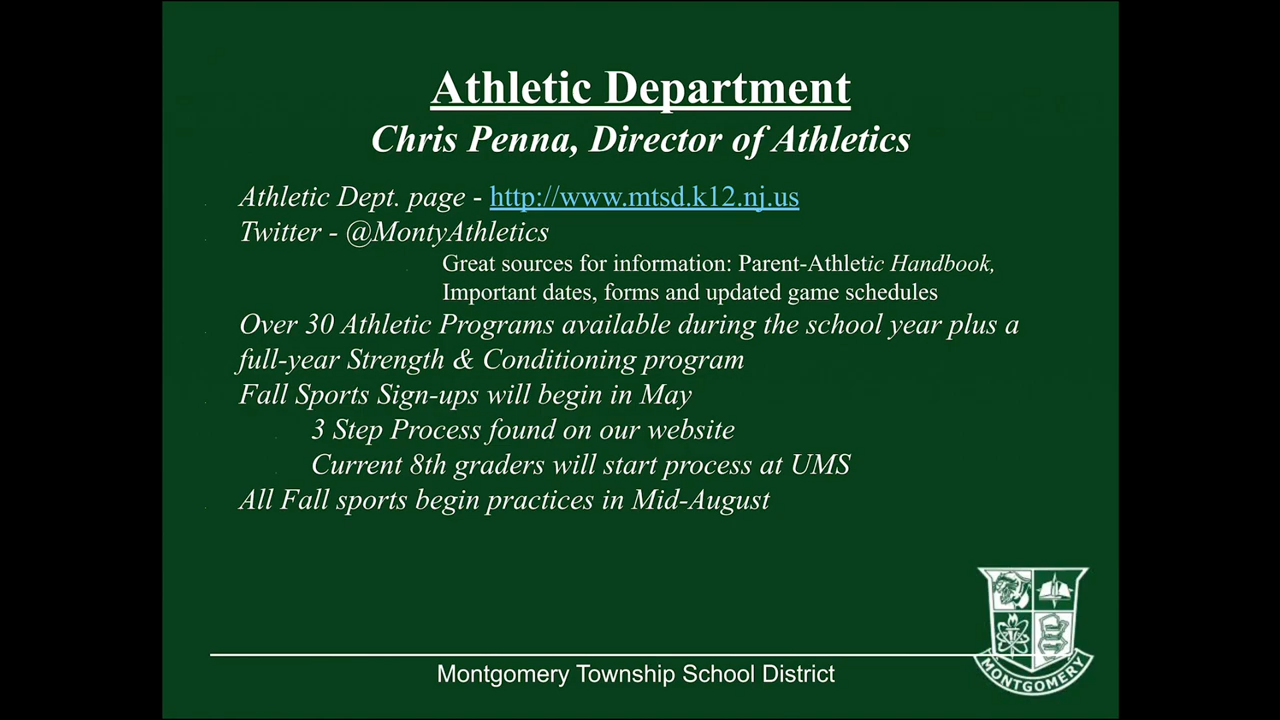 Athletic Department
Chris Penna, Director of Athletics
Athletic Dept. page - http://www.mtsd.k12.nj.us
Twitter - @MontyAthletics
Great sources for information: Parent-Athletic Handbook,
Important dates, forms and updated game schedules
Over 30 Athletic Programs available during the school year plus a
full-year Strength & Conditioning program
Fall Sports Sign-ups will begin in May
3 Step Process found on our website
Current 8th graders will start process at UMS
All Fall sports begin practices in Mid-August
Montgomery Township School District
MONTGOMERY